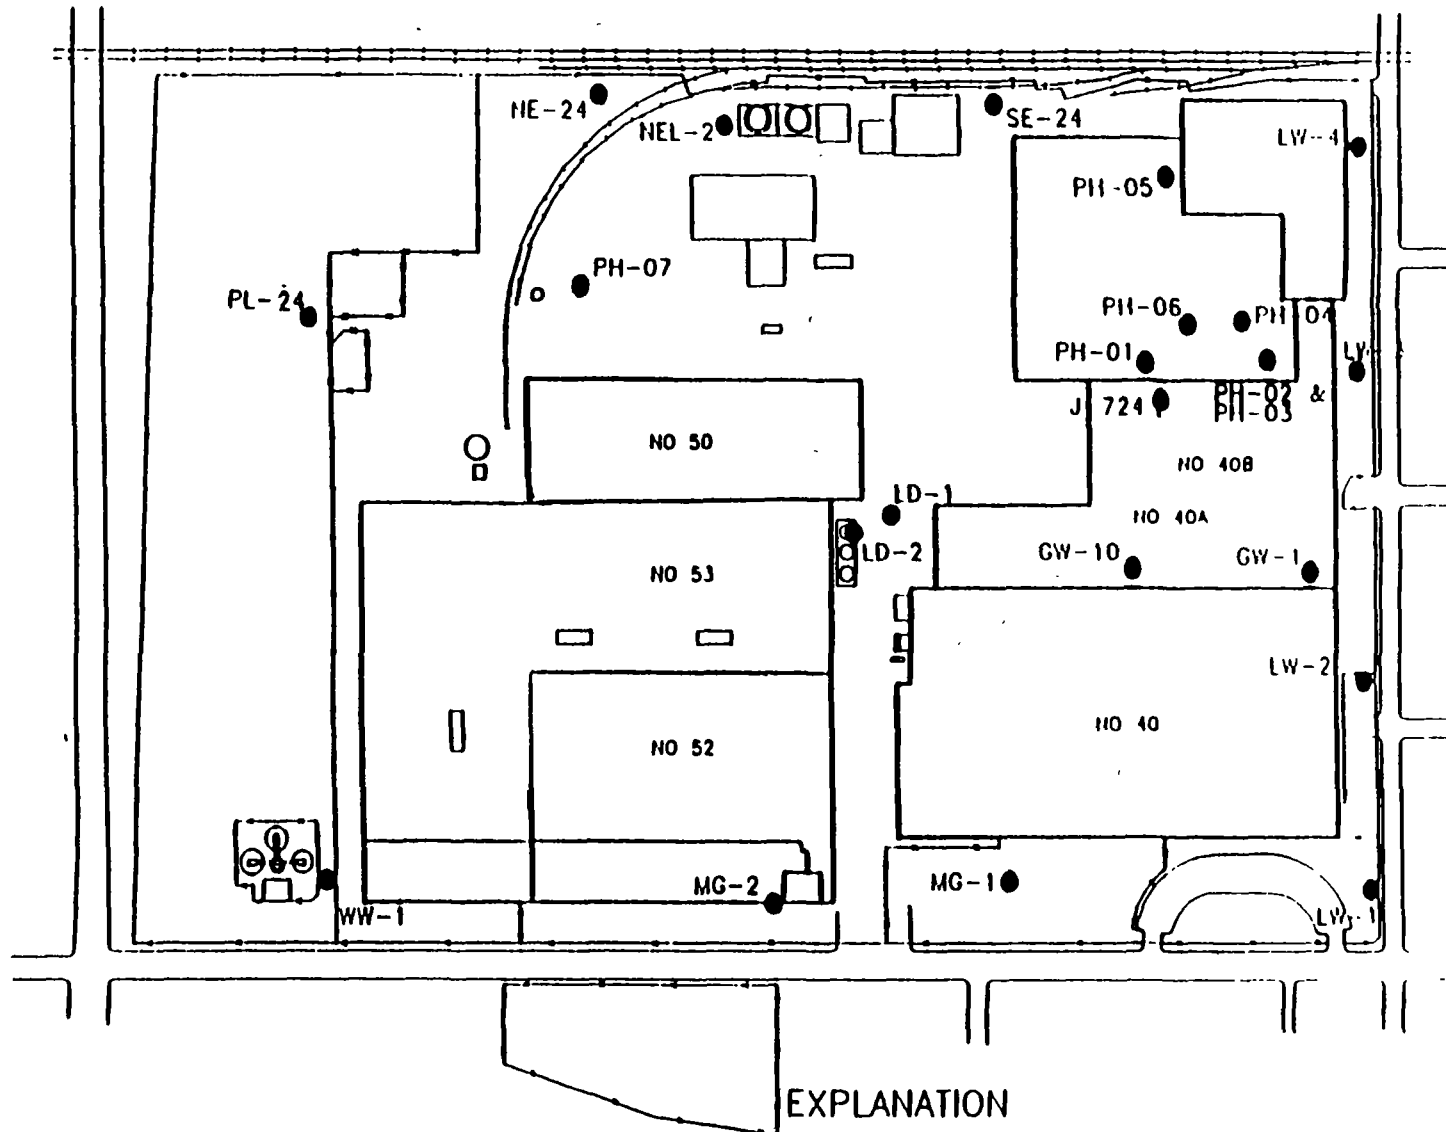 NE-24
NEL-2
SE-24
LW-4
PH-05
PH-07
PL-24
PH-06
PH-04
PH-01
PH-02 &
PH-03
J 724
NO 50
NO 40B
LD-1
NO 40A
LD-2
GW-10
GW-1
NO 53
LW-2
NO 40
NO 52
MG-2
MG-1
WW-1
LW-1
EXPLANATION